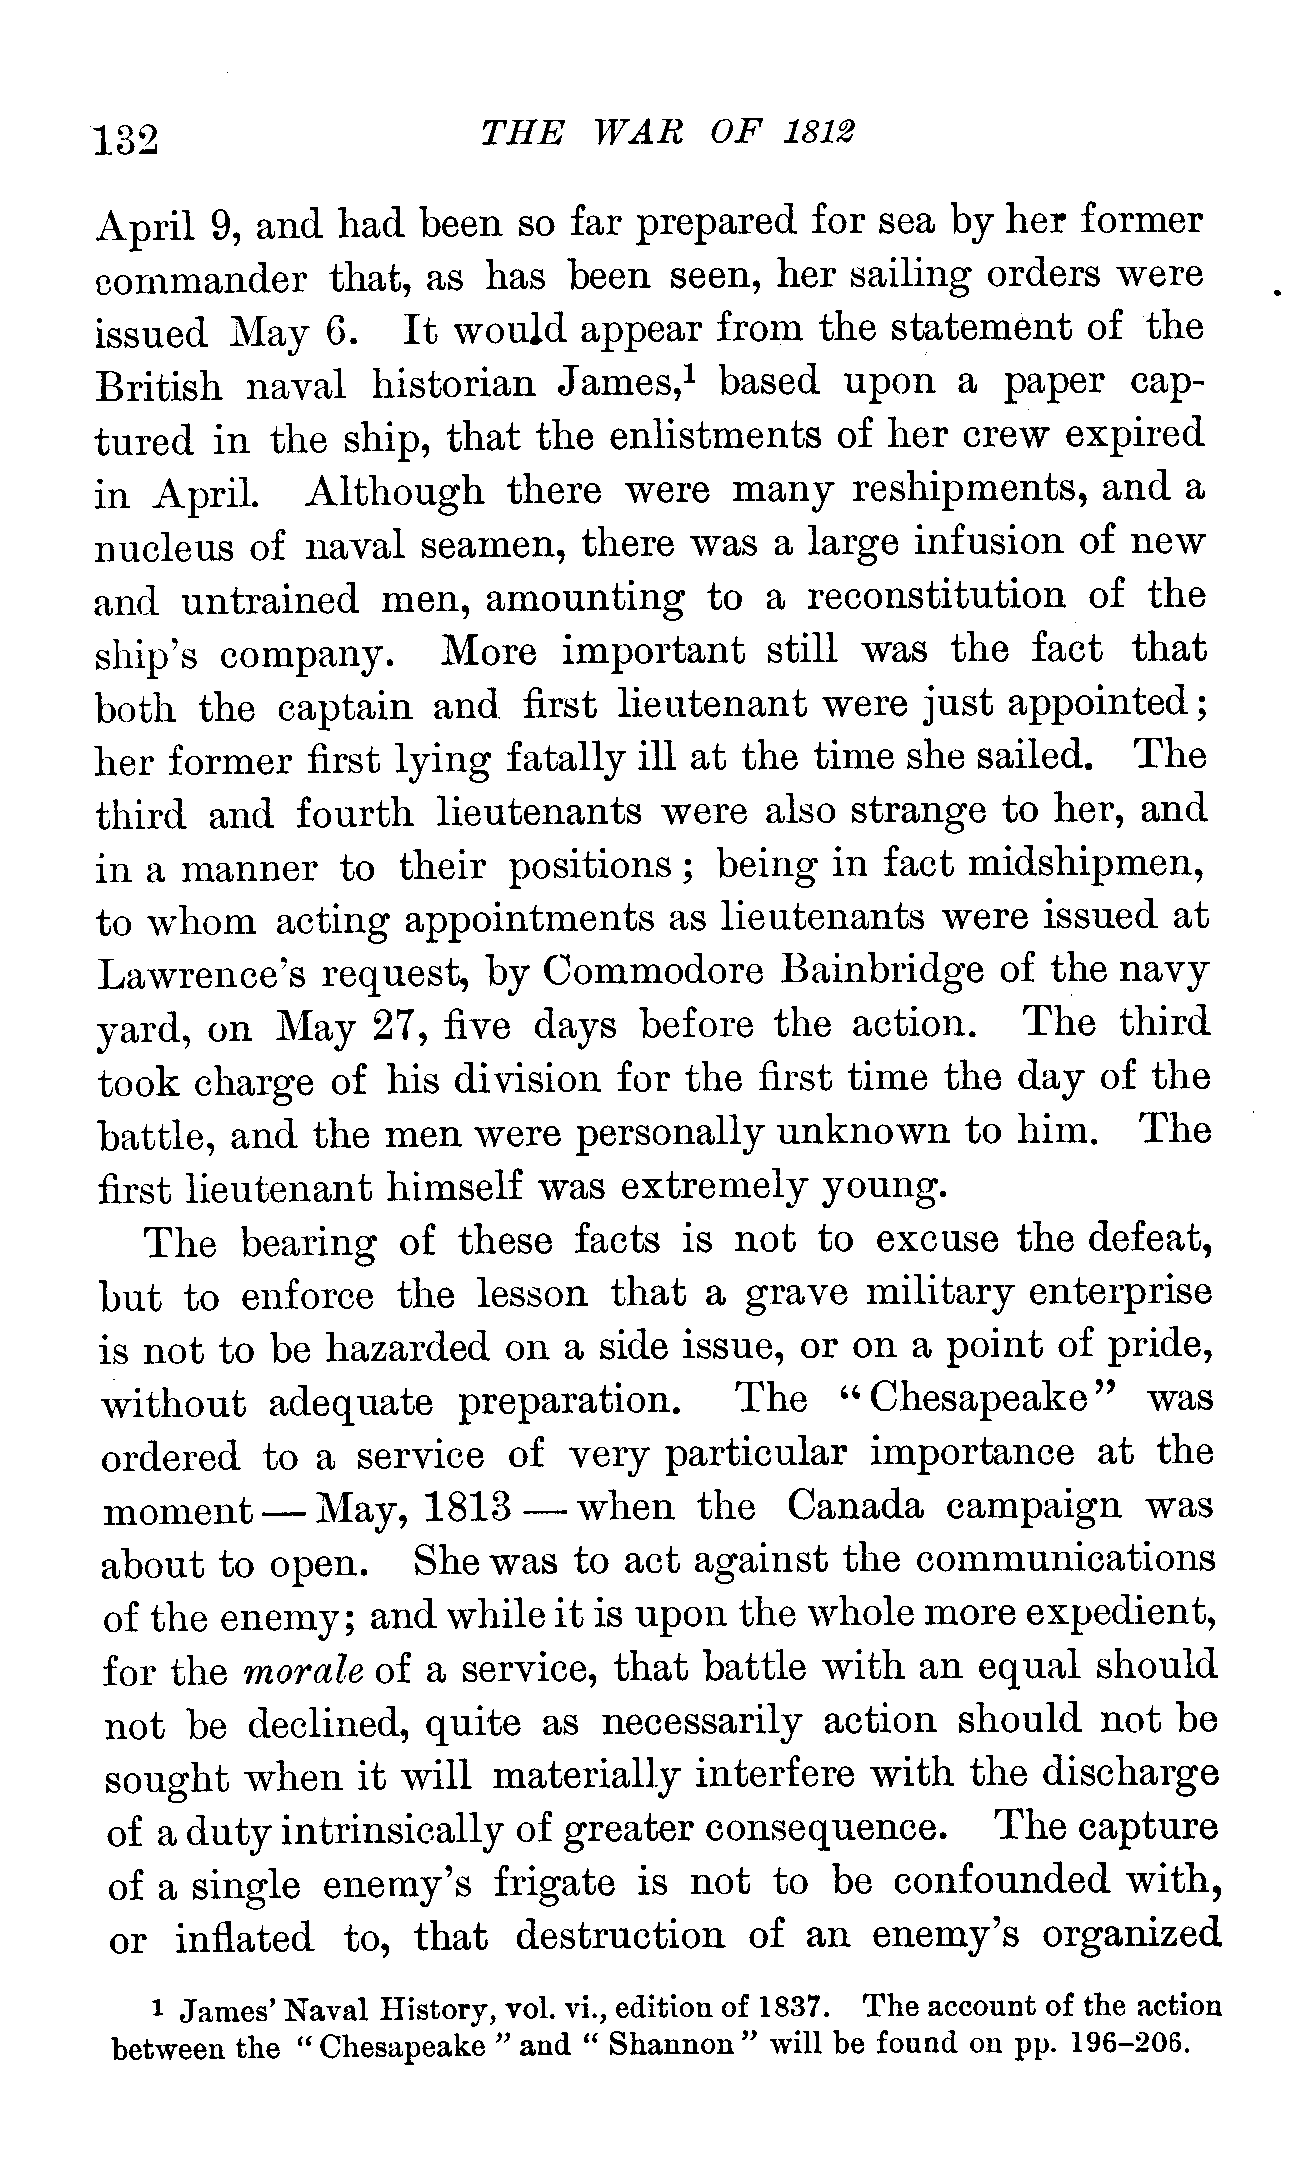 132 THE WAR OF 1812
April 9, and had been so far prepared for sea by her former
commander that, as has been seen, her sailing orders were
issued May 6. It would appear from the statement of the
British naval historian James,¹ based upon a paper cap-
tured in the ship, that the enlistments of her crew expired
in April. Although there were many reshipments, and a
nucleus of naval seamen, there was a large infusion of new
and untrained men, amounting to a reconstitution of the
ship's company. More important still was the fact that
both the captain and first lieutenant were just appointed;
her former first lying fatally ill at the time she sailed. The
third and fourth lieutenants were also strange to her, and
in a manner to their positions; being in fact midshipmen,
to whom acting appointments as lieutenants were issued at
Lawrence's request, by Commodore Bainbridge of the navy
yard, on May 27, five days before the action. The third
took charge of his division for the first time the day of the
battle, and the men were personally unknown to him. The
first lieutenant himself was extremely young.
The bearing of these facts is not to excuse the defeat,
but to enforce the lesson that a grave military enterprise
is not to be hazarded on a side issue, or on a point of pride,
without adequate preparation. The "Chesapeake" was
ordered to a service of very particular importance at the
moment — May, 1813 — when the Canada campaign was
about to open. She was to act against the communications
of the enemy; and while it is upon the whole more expedient,
for the morale of a service, that battle with an equal should
not be declined, quite as necessarily action should not be
sought when it will materially interfere with the discharge
of a duty intrinsically of greater consequence. The capture
of a single enemy's frigate is not to be confounded with,
or inflated to, that destruction of an enemy's organized
1 James' Naval History, vol. vi., edition of 1837. The account of the action
between the "Chesapeake" and "Shannon" will be found on pp. 196–206.